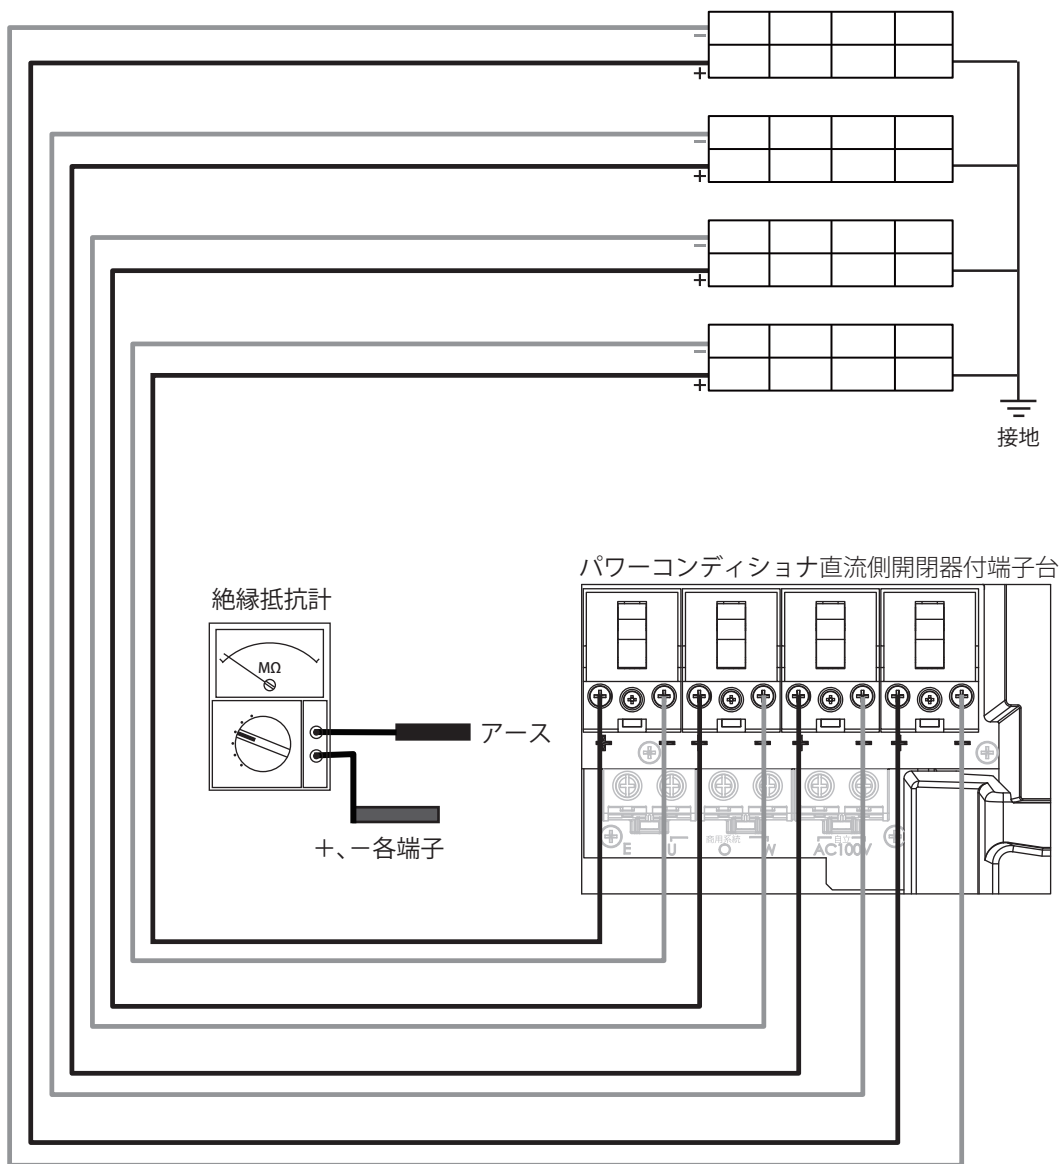 −
+
−
+
−
+
−
+
接地
パワーコンディショナ直流側開閉器付端子台
絶縁抵抗計
MΩ
アース
+、−各端子
+ − + − + − + −
商用系統 自立
E U O W AC100V